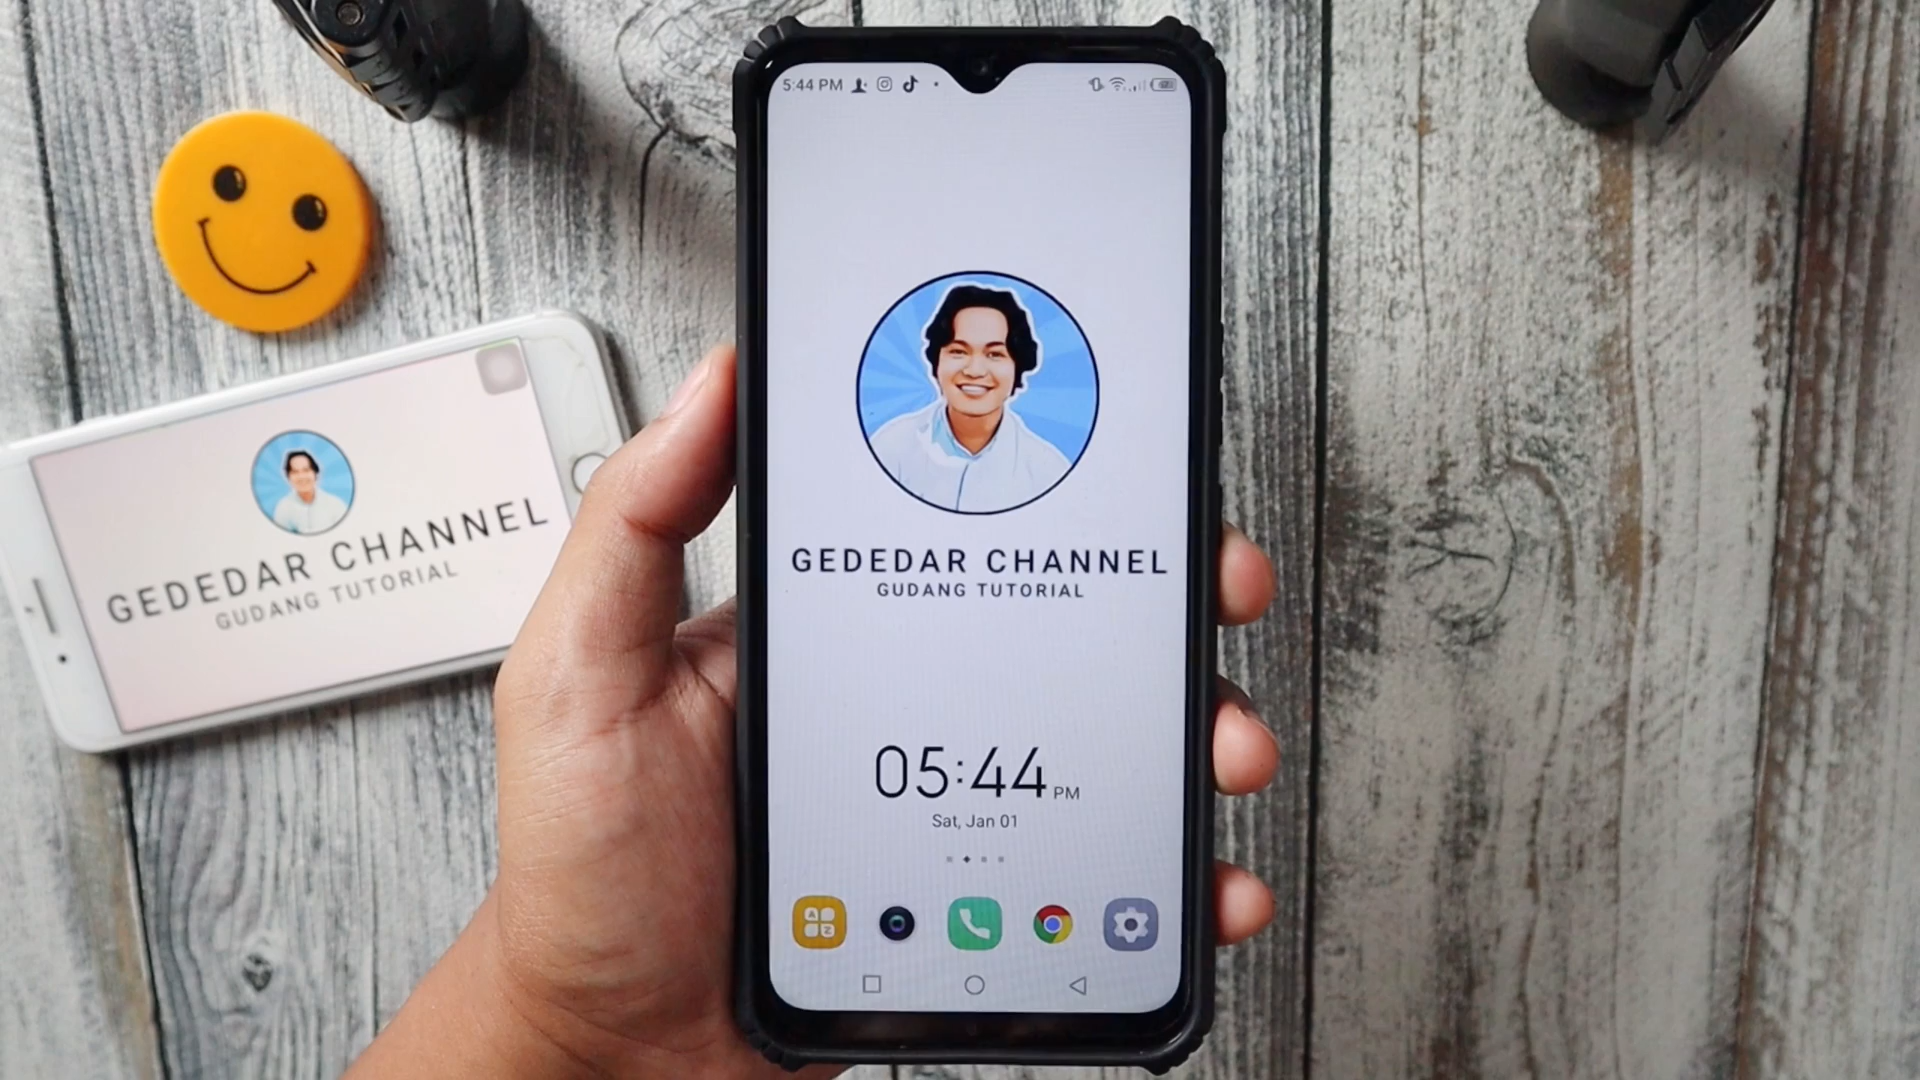 5:44 PM
GEDEDAR CHANNEL
GUDANG TUTORIAL
05:44 PM
Sat, Jan 01
A
Z
GEDEDAR CHANNEL
GUDANG TUTORIAL